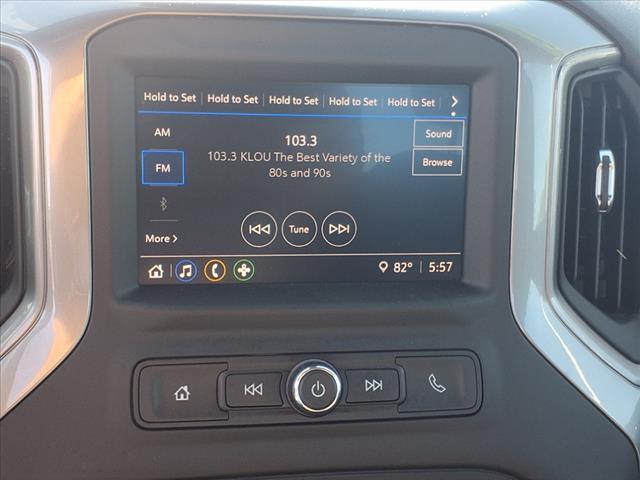 Hold to Set Hold to Set Hold to Set Hold to Set Hold to Set
AM
103.3
Sound
103.3 KLOU The Best Variety of the
80s and 90s
FM
Browse
Tune
More
82° 5:57